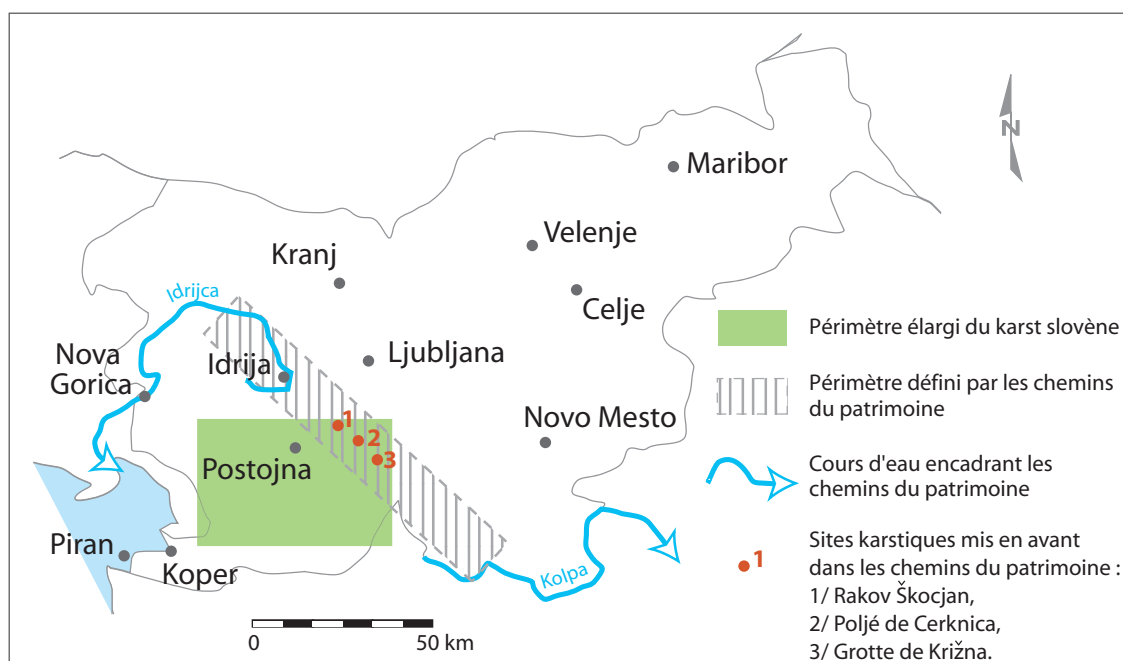 N
Maribor
Velenje
Kranj
Celje
Idrijca
Périmètre élargi du karst slovène
Nova
Gorica
Idrija
Ljubljana
Périmètre défini par les chemins
du patrimoine
1
2
3
Novo Mesto
Postojna
Cours d'eau encadrant les
chemins du patrimoine
Piran
Koper
Kolpa
1
Sites karstiques mis en avant
dans les chemins du patrimoine :
1/ Rakov Škocjan,
2/ Poljé de Cerknica,
3/ Grotte de Križna.
0 50 km